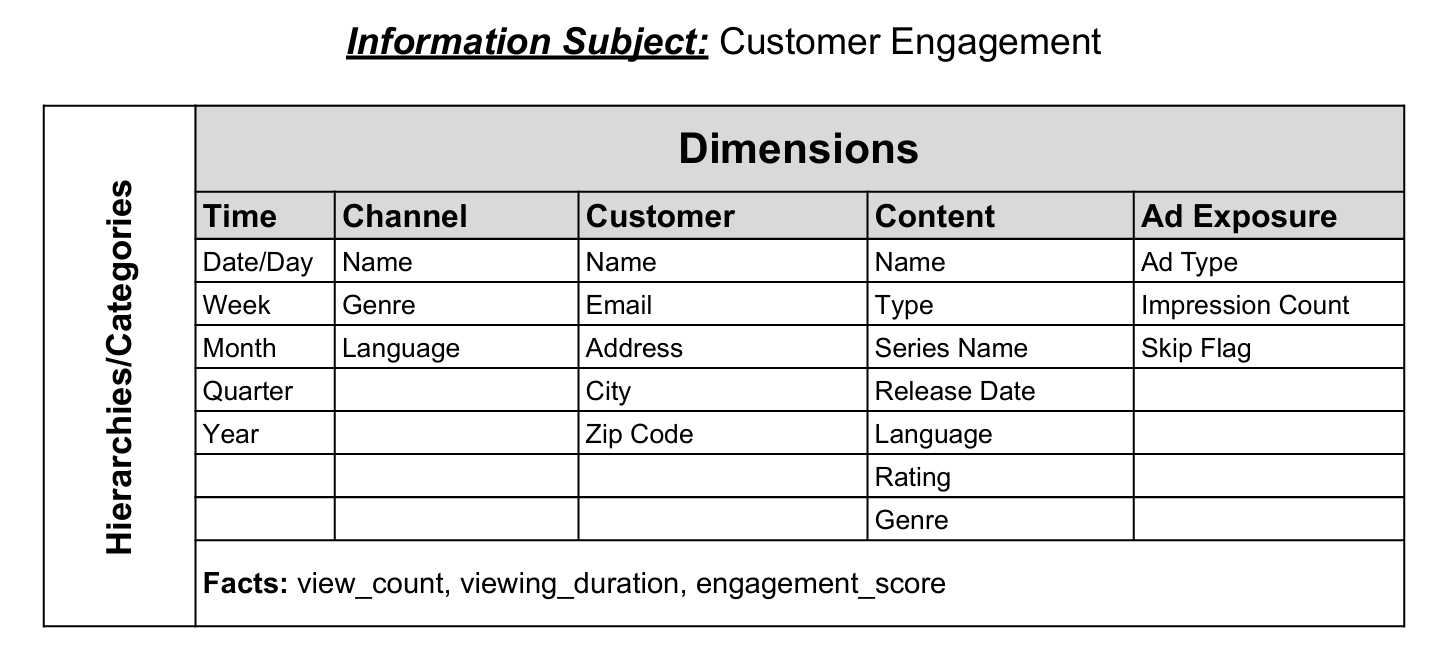 Information Subject: Customer Engagement
Hierarchies/Categories
Dimensions
Time Channel Customer Content Ad Exposure
Date/Day Name Name Name Ad Type
Week Genre Email Type Impression Count
Month Language Address Series Name Skip Flag
Quarter City Release Date
Year Zip Code Language
Rating
Genre
Facts: view_count, viewing_duration, engagement_score